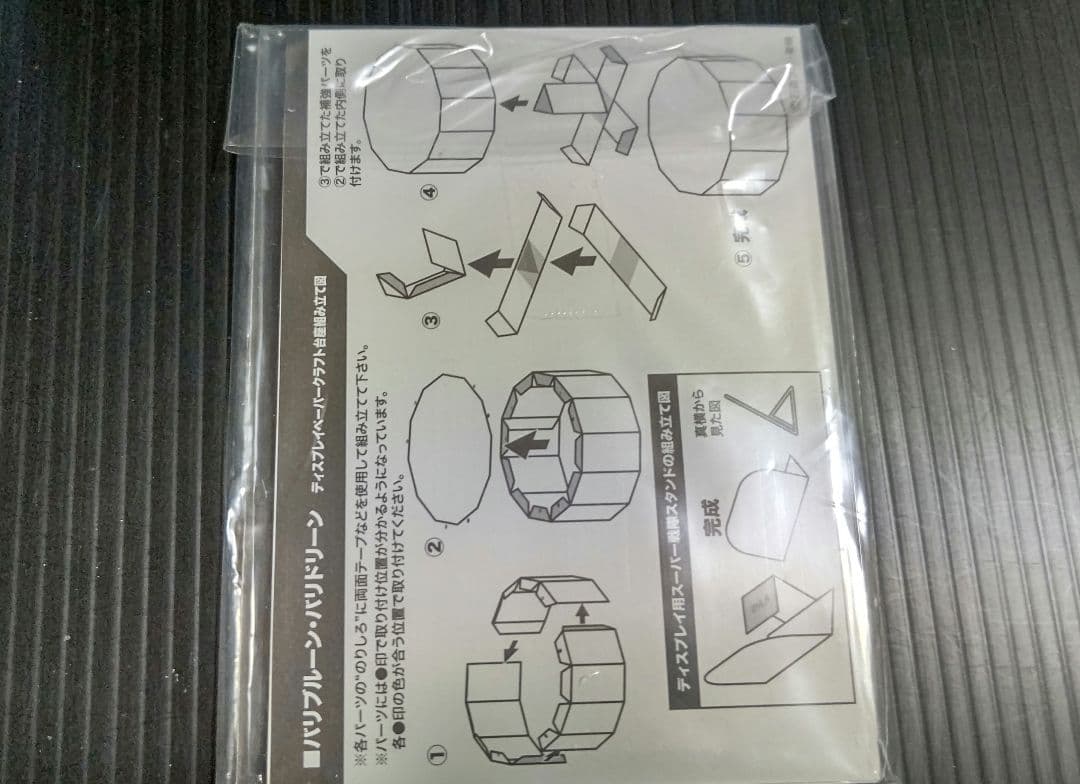 ■バリブルーン・バリドリーン ディスプレイペーパークラフト台座組み立て図
※各パーツの"のりしろ"に両面テープなどを使用して組み立てて下さい。
※パーツには●印で取り付け位置が分かるようになっています。
各●印の色が合う位置で取り付けてください。
①
②
③
④
③で組み立てた補強パーツを
②で組み立てた内側に取り
付けます。
⑤ 完成
ディスプレイ用スーパー戦隊スタンドの組み立て図
完成
真横から
見た図